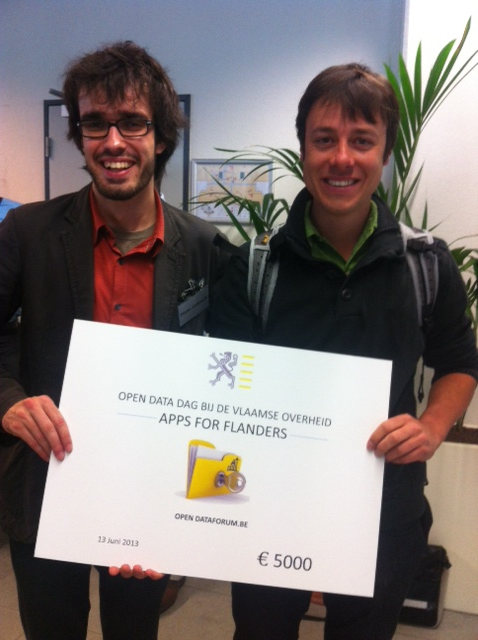 OPEN DATA DAG BIJ DE VLAAMSE OVERHEID
APPS FOR FLANDERS
OPEN DATAFORUM.BE
13 Juni 2013
€ 5000